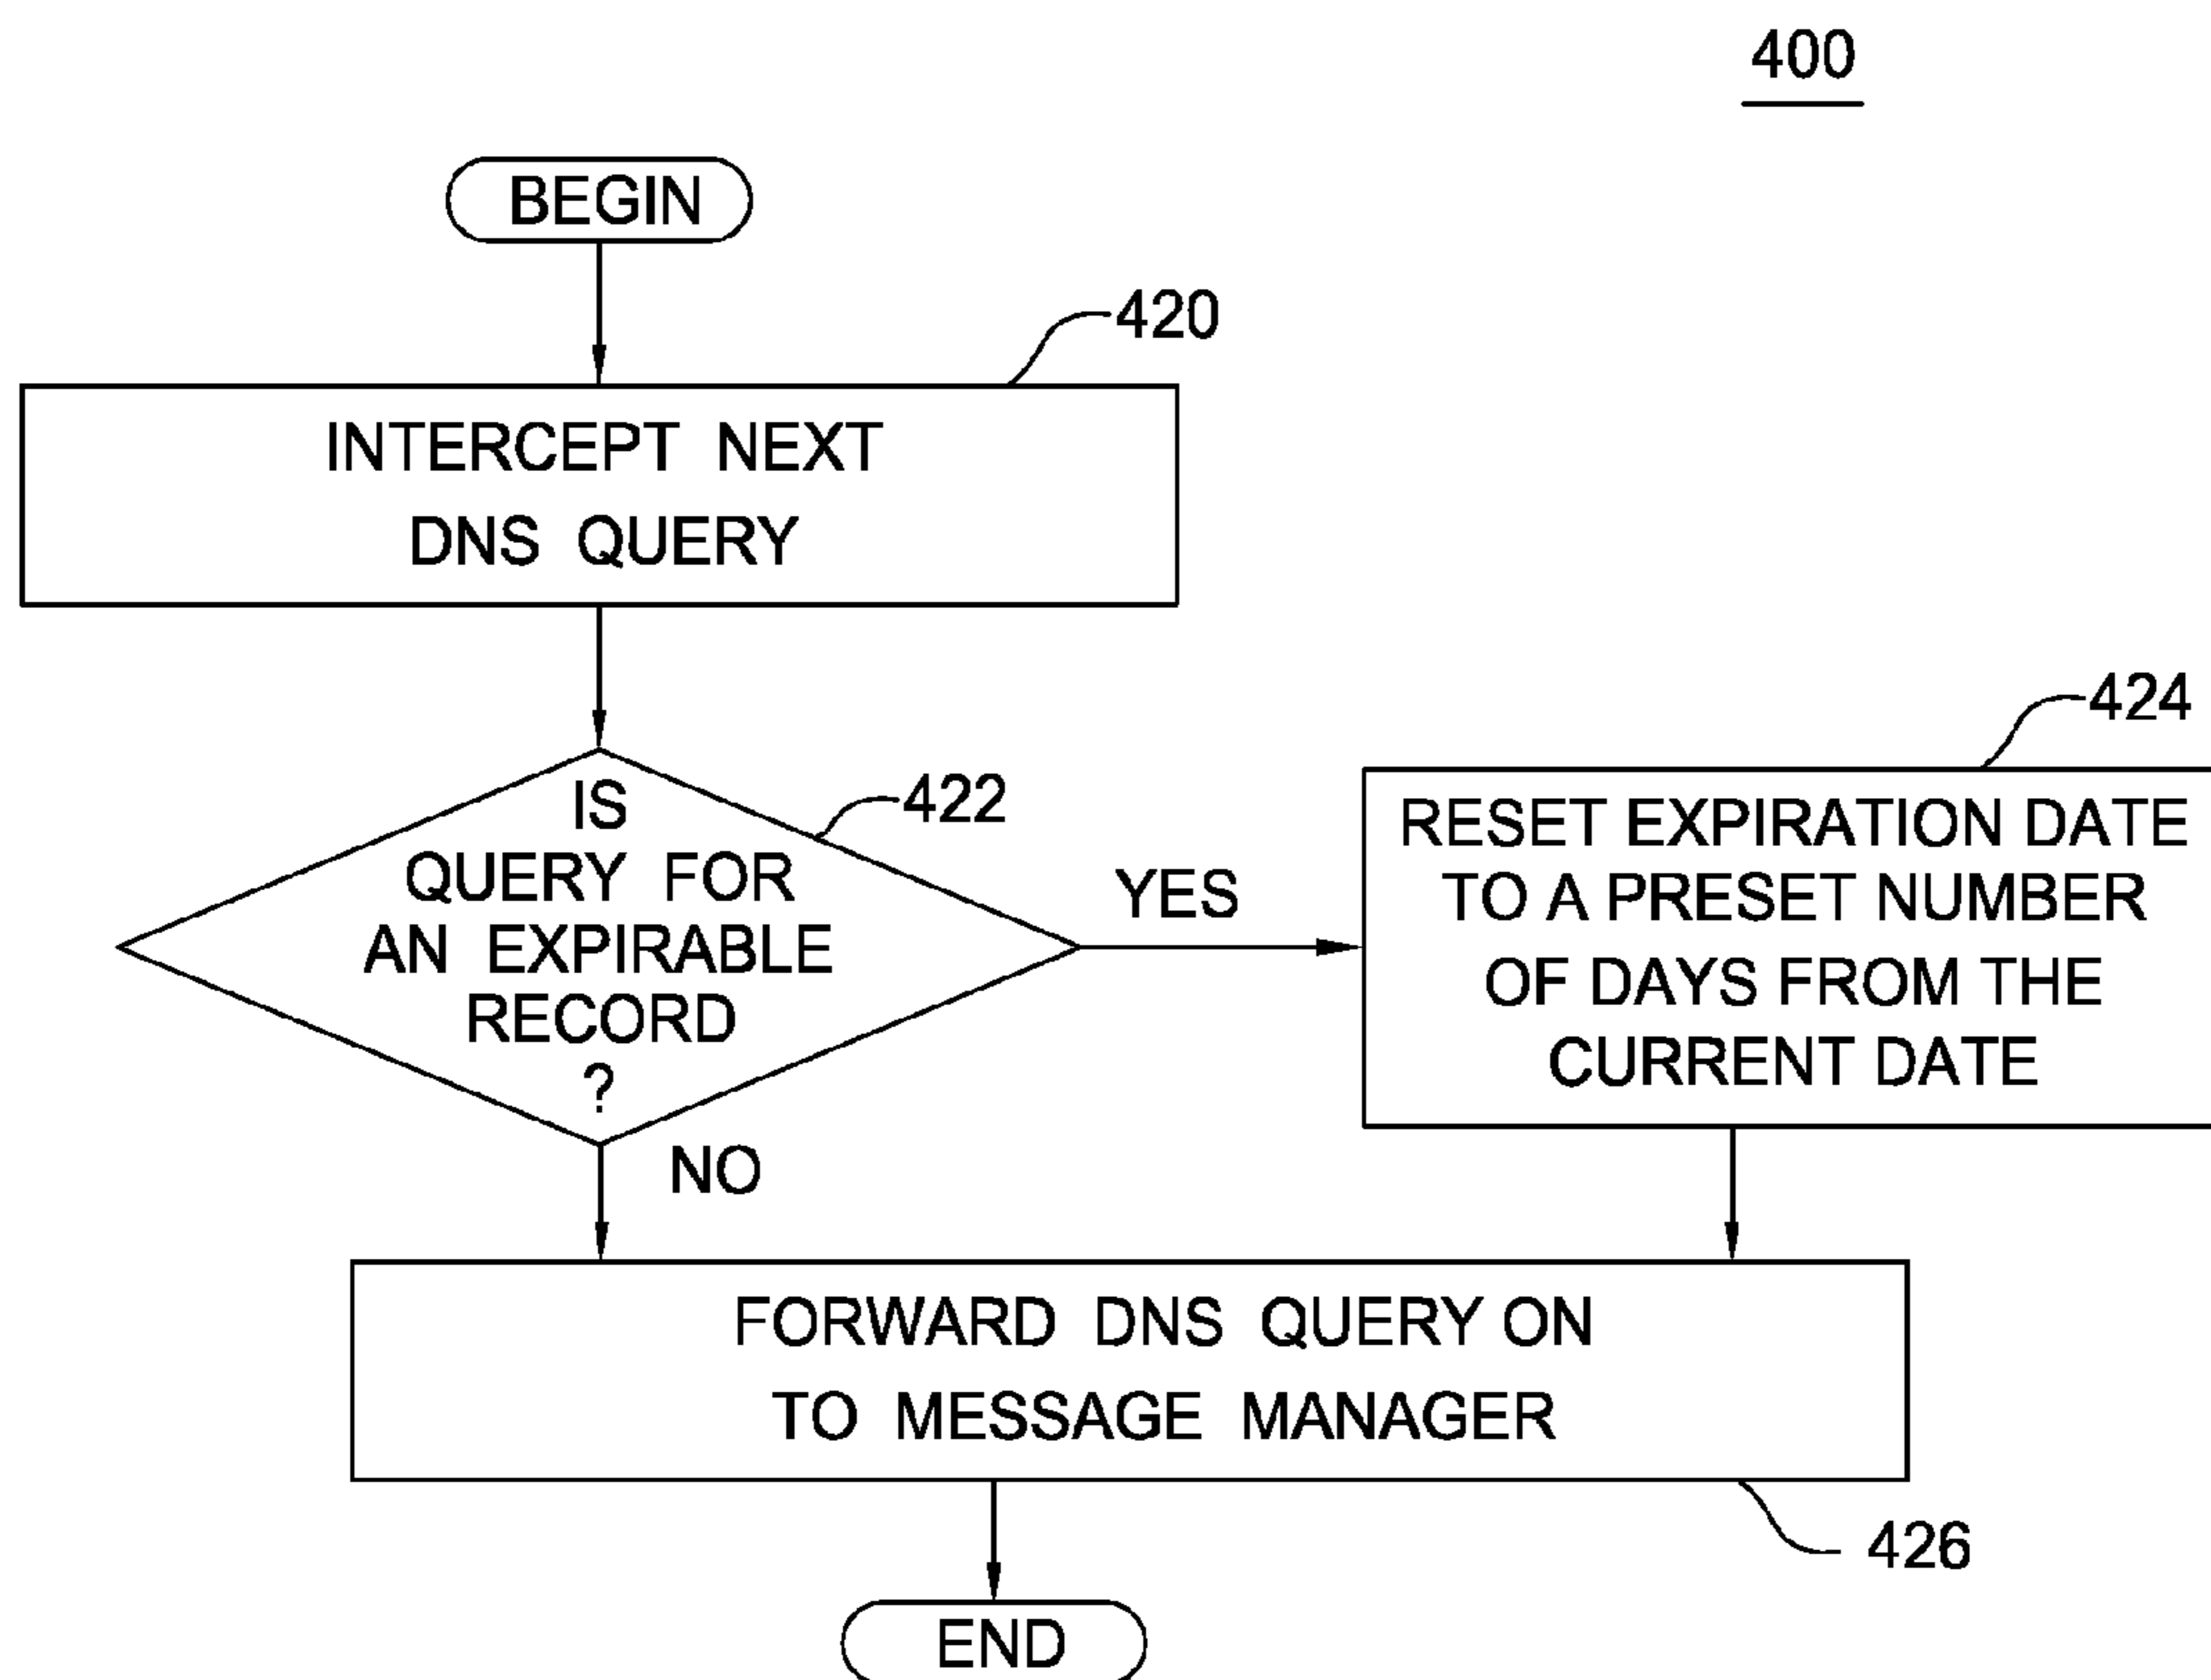 400
BEGIN
420
INTERCEPT NEXT
DNS QUERY
IS
QUERY FOR
AN EXPIRABLE
RECORD
?
422
YES
424
RESET EXPIRATION DATE
TO A PRESET NUMBER
OF DAYS FROM THE
CURRENT DATE
NO
FORWARD DNS QUERY ON
TO MESSAGE MANAGER
426
END